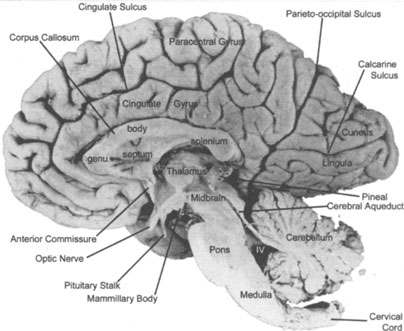 Cingulate Sulcus
Parieto-occipital Sulcus
Corpus Callosum
Paracentral Gyrus
Calcarine
Sulcus
Cingulate Gyrus
Cuneus
body
splenium
genu
septum
Lingula
Thalamus
Midbrain
Pineal
Cerebral Aqueduct
Anterior Commissure
Optic Nerve
Pons
IV
Cerebellum
Pituitary Stalk
Mammillary Body
Medulla
Cervical
Cord